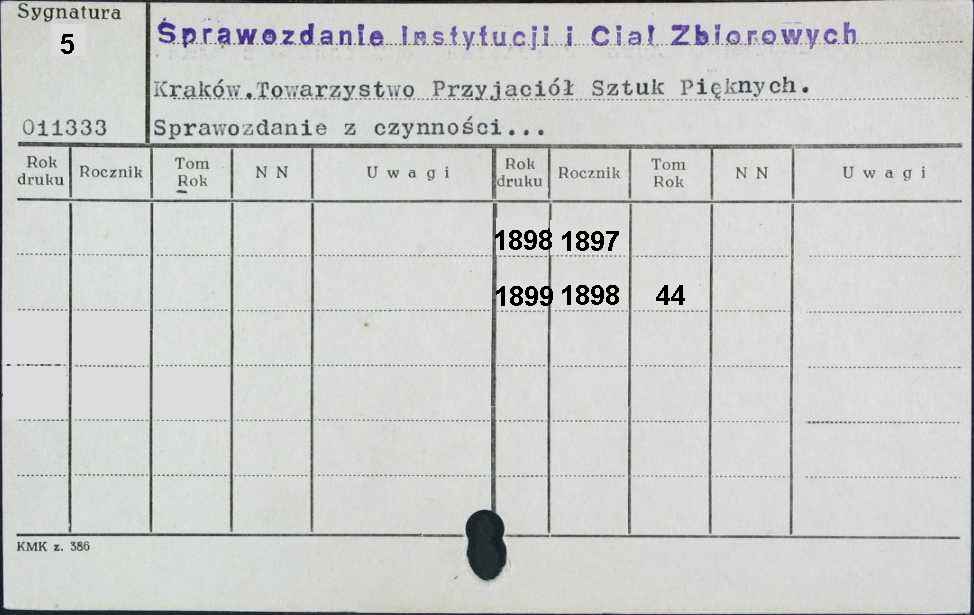 Sygnatura
5
Sprawozdanie Instytucji i Ciał Zbiorowych
Kraków.Towarzystwo Przyjaciół Sztuk Pięknych.
011333 Sprawozdanie z czynności...
Rok druku Rocznik Tom Rok N N U w a g i Rok druku Rocznik Tom Rok N N U w a g i
1898 1897
1899 1898 44
KMK z. 386